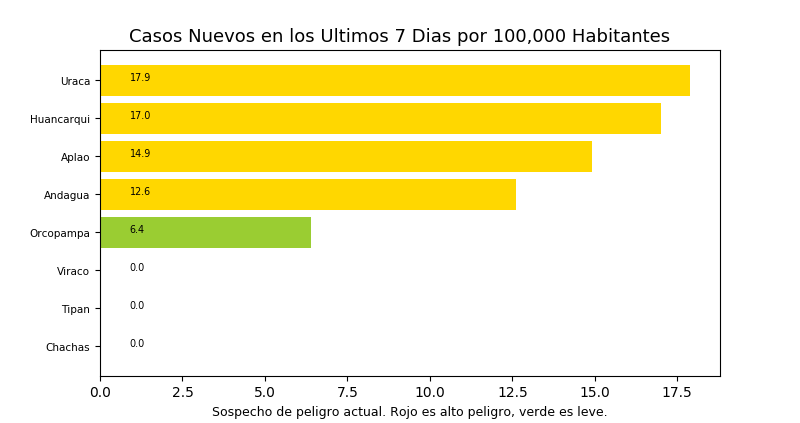 Casos Nuevos en los Ultimos 7 Dias por 100,000 Habitantes
Uraca 17.9
Huancarqui 17.0
Aplao 14.9
Andagua 12.6
Orcopampa 6.4
Viraco 0.0
Tipan 0.0
Chachas 0.0
0.0 2.5 5.0 7.5 10.0 12.5 15.0 17.5
Sospecho de peligro actual. Rojo es alto peligro, verde es leve.